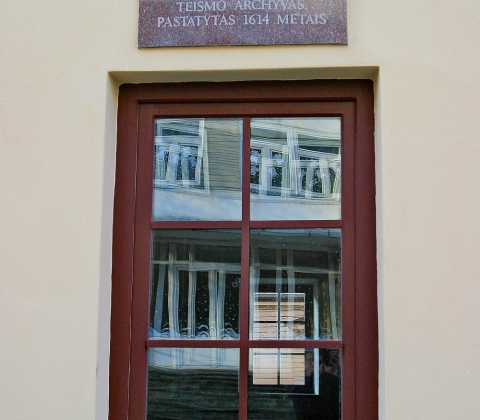 TEISMO ARCHYVAS,
PASTATYTAS 1614 METAIS